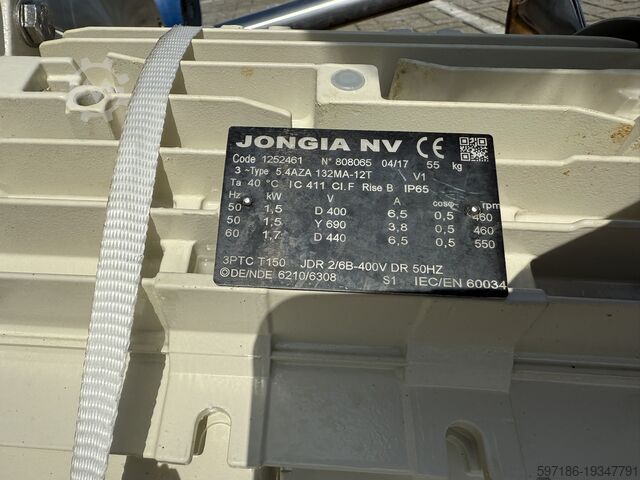 JONGIA NV CE
Code 1252461 N° 808065 04/17 55 kg
3 ~Type 5.4AZA 132MA-12T V1
Ta 40 °C IC 411 Cl.F Rise B IP65
Hz kW V A cosφ rpm
50 1,5 D 400 6,5 0,5 460
50 1,5 Y 690 3,8 0,5 460
60 1,7 D 440 6,5 0,5 550
3PTC T150 JDR 2/6B-400V DR 50HZ
DE/NDE 6210/6308 S1 IEC/EN 60034
597186-19347791